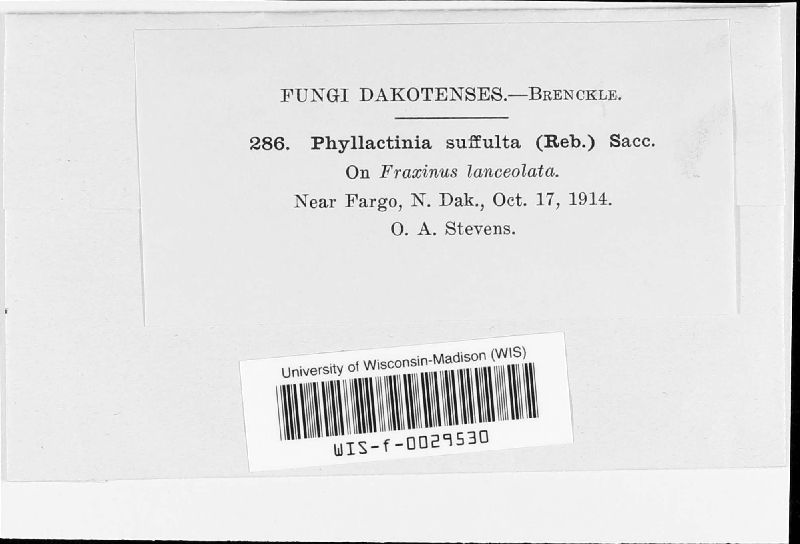 FUNGI DAKOTENSES.—BRENCKLE.
286. Phyllactinia suffulta (Reb.) Sacc.
On Fraxinus lanceolata.
Near Fargo, N. Dak., Oct. 17, 1914.
O. A. Stevens.
University of Wisconsin-Madison (WIS)
WIS-f-0029530